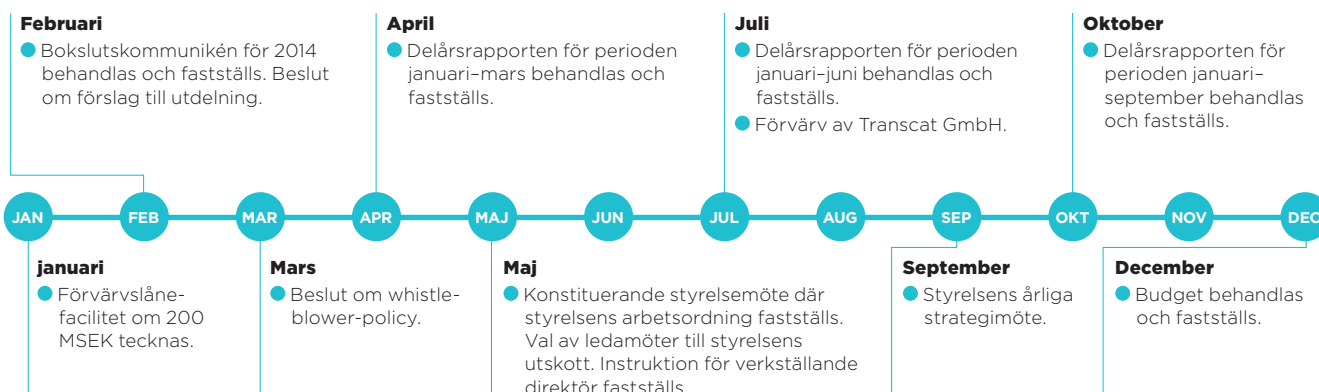 Februari
Bokslutskommunikén för 2014
behandlas och fastställs. Beslut
om förslag till utdelning.
April
Delårsrapporten för perioden
januari–mars behandlas och
fastställs.
Juli
Delårsrapporten för perioden
januari–juni behandlas och
fastställs.
Förvärv av Transcat GmbH.
Oktober
Delårsrapporten för
perioden januari–
september behandlas
och fastställs.
JAN FEB MAR APR MAJ JUN JUL AUG SEP OKT NOV DEC
januari
Förvärvslåne-
facilitet om 200
MSEK tecknas.
Mars
Beslut om whistle-
blower-policy.
Maj
Konstituerande styrelsemöte där
styrelsens arbetsordning fastställs.
Val av ledamöter till styrelsens
utskott. Instruktion för verkställande
direktör fastställs
September
Styrelsens årliga
strategimöte.
December
Budget behandlas
och fastställs.